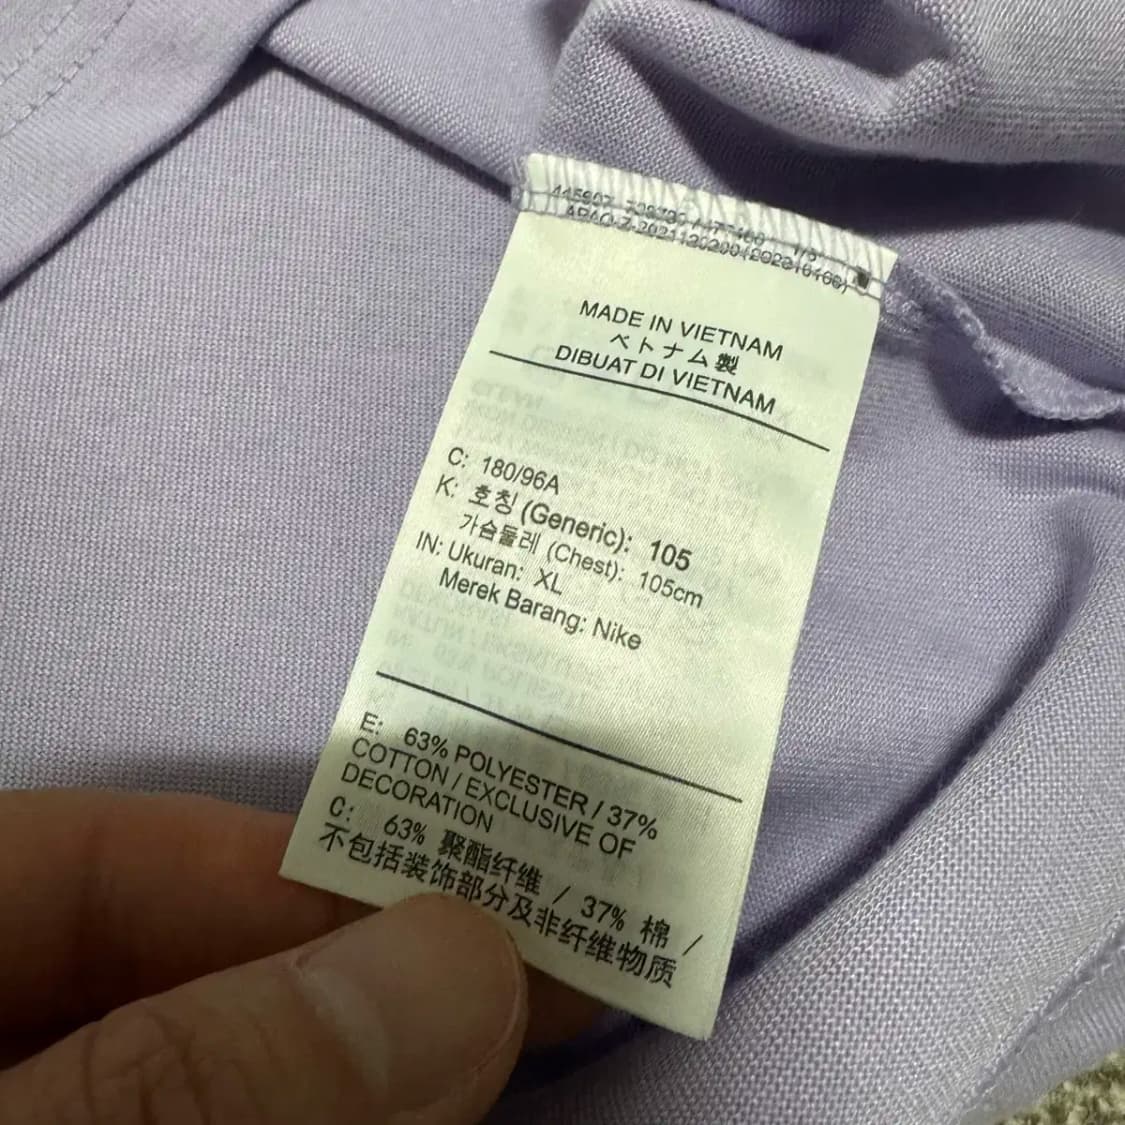 MADE IN VIETNAM
ベトナム製
DIBUAT DI VIETNAM
C: 180/96A
K: 호칭 (Generic): 105
가슴둘레 (Chest): 105cm
IN: Ukuran: XL
Merek Barang: Nike
E: 63% POLYESTER / 37%
COTTON / EXCLUSIVE OF
DECORATION
C: 63% 聚酯纤维 / 37% 棉 /
不包括装饰部分及非纤维物质